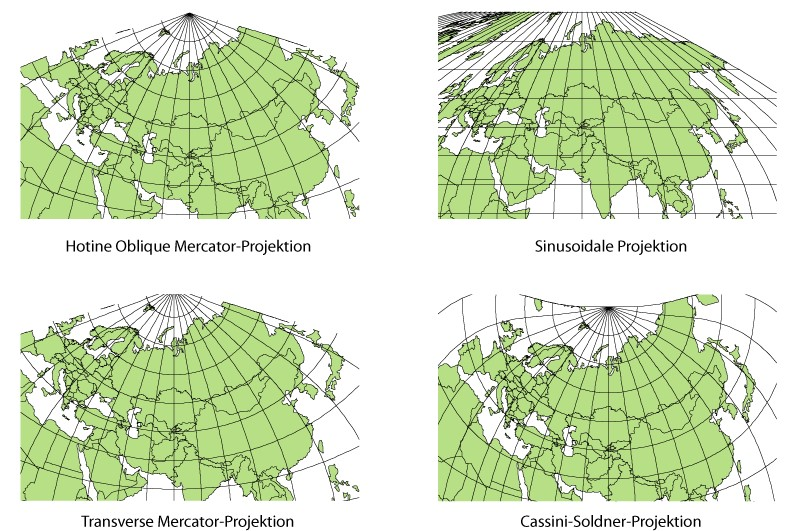 Hotine Oblique Mercator-Projektion
Sinusoidale Projektion
Transverse Mercator-Projektion
Cassini-Soldner-Projektion